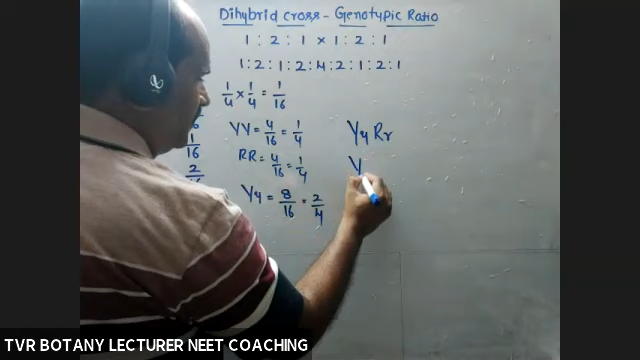 Dihybrid cross - Genotypic Ratio
1 : 2 : 1 × 1 : 2 : 1
1 : 2 : 1 : 2 : 4 : 2 : 1 : 2 : 1
1/4 × 1/4 = 1/16
YY = 4/16 = 1/4
RR = 4/16 = 1/4
Yy = 8/16 = 2/4
1/16
2/16
Yy Rr
Y
TVR BOTANY LECTURER NEET COACHING